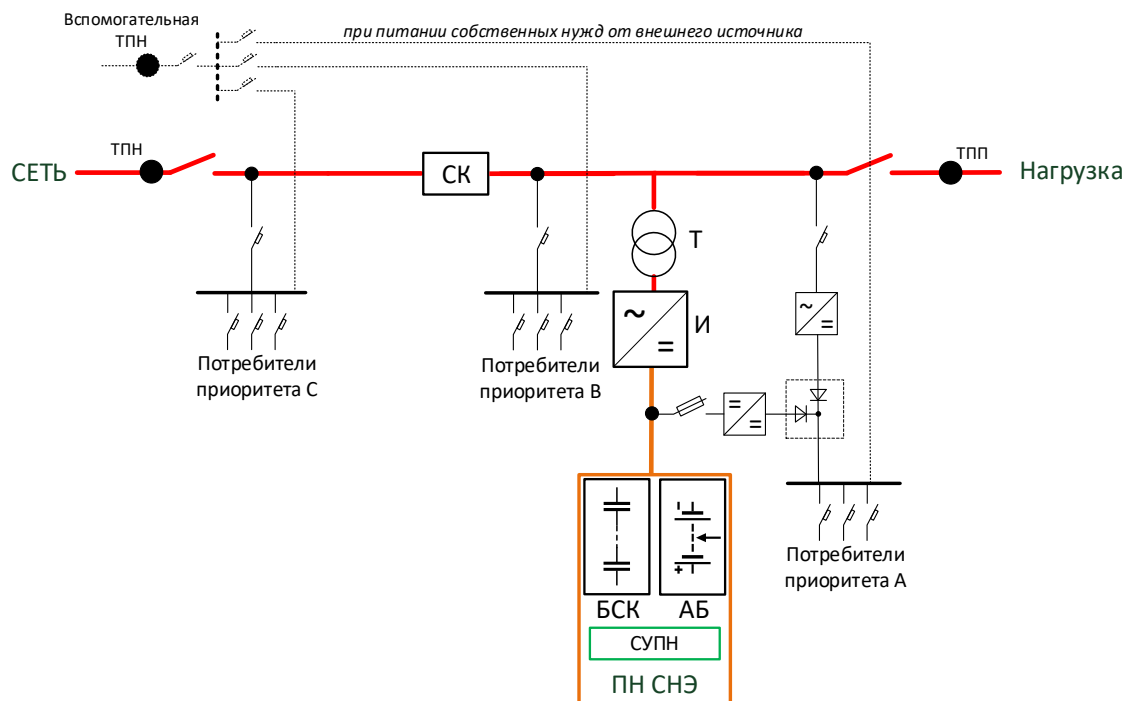 Вспомогательная
ТПН
при питании собственных нужд от внешнего источника
СЕТЬ
ТПН
СК
ТПП
Нагрузка
Т
~
=
И
~
=
Потребители
приоритета С
Потребители
приоритета В
=
=
Потребители
приоритета А
-
+
БСК
АБ
СУПН
ПН СНЭ